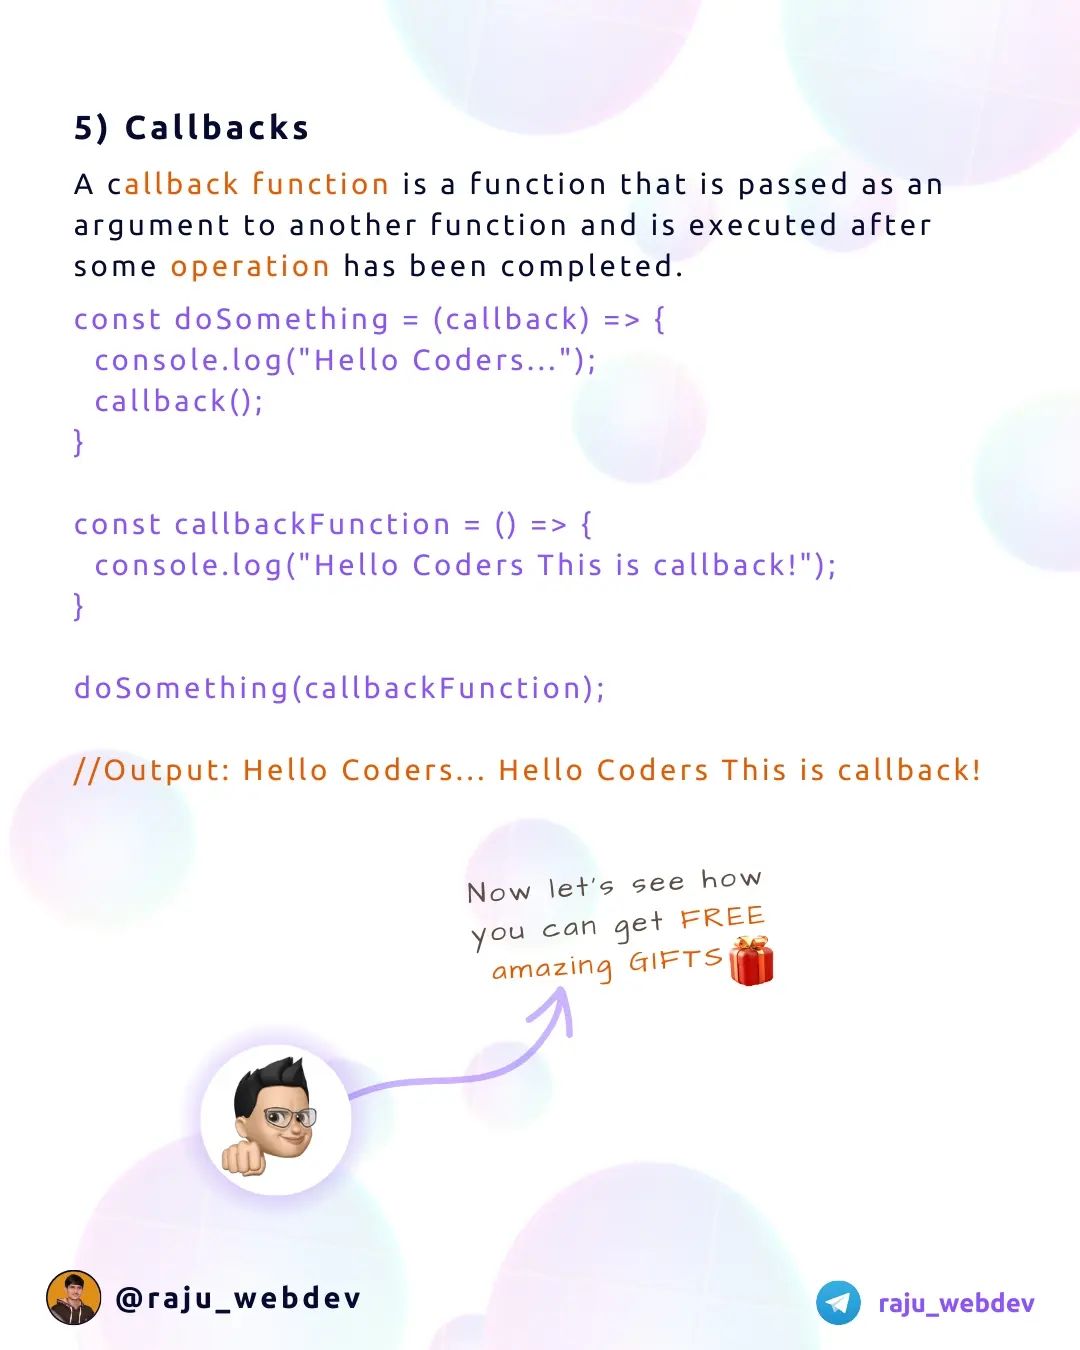 5) Callbacks
A callback function is a function that is passed as an
argument to another function and is executed after
some operation has been completed.
const doSomething = (callback) => {
  console.log("Hello Coders...");
  callback();
}
const callbackFunction = () => {
  console.log("Hello Coders This is callback!");
}
doSomething(callbackFunction);
//Output: Hello Coders... Hello Coders This is callback!
Now let's see how
you can get FREE
amazing GIFTS
@raju_webdev
raju_webdev